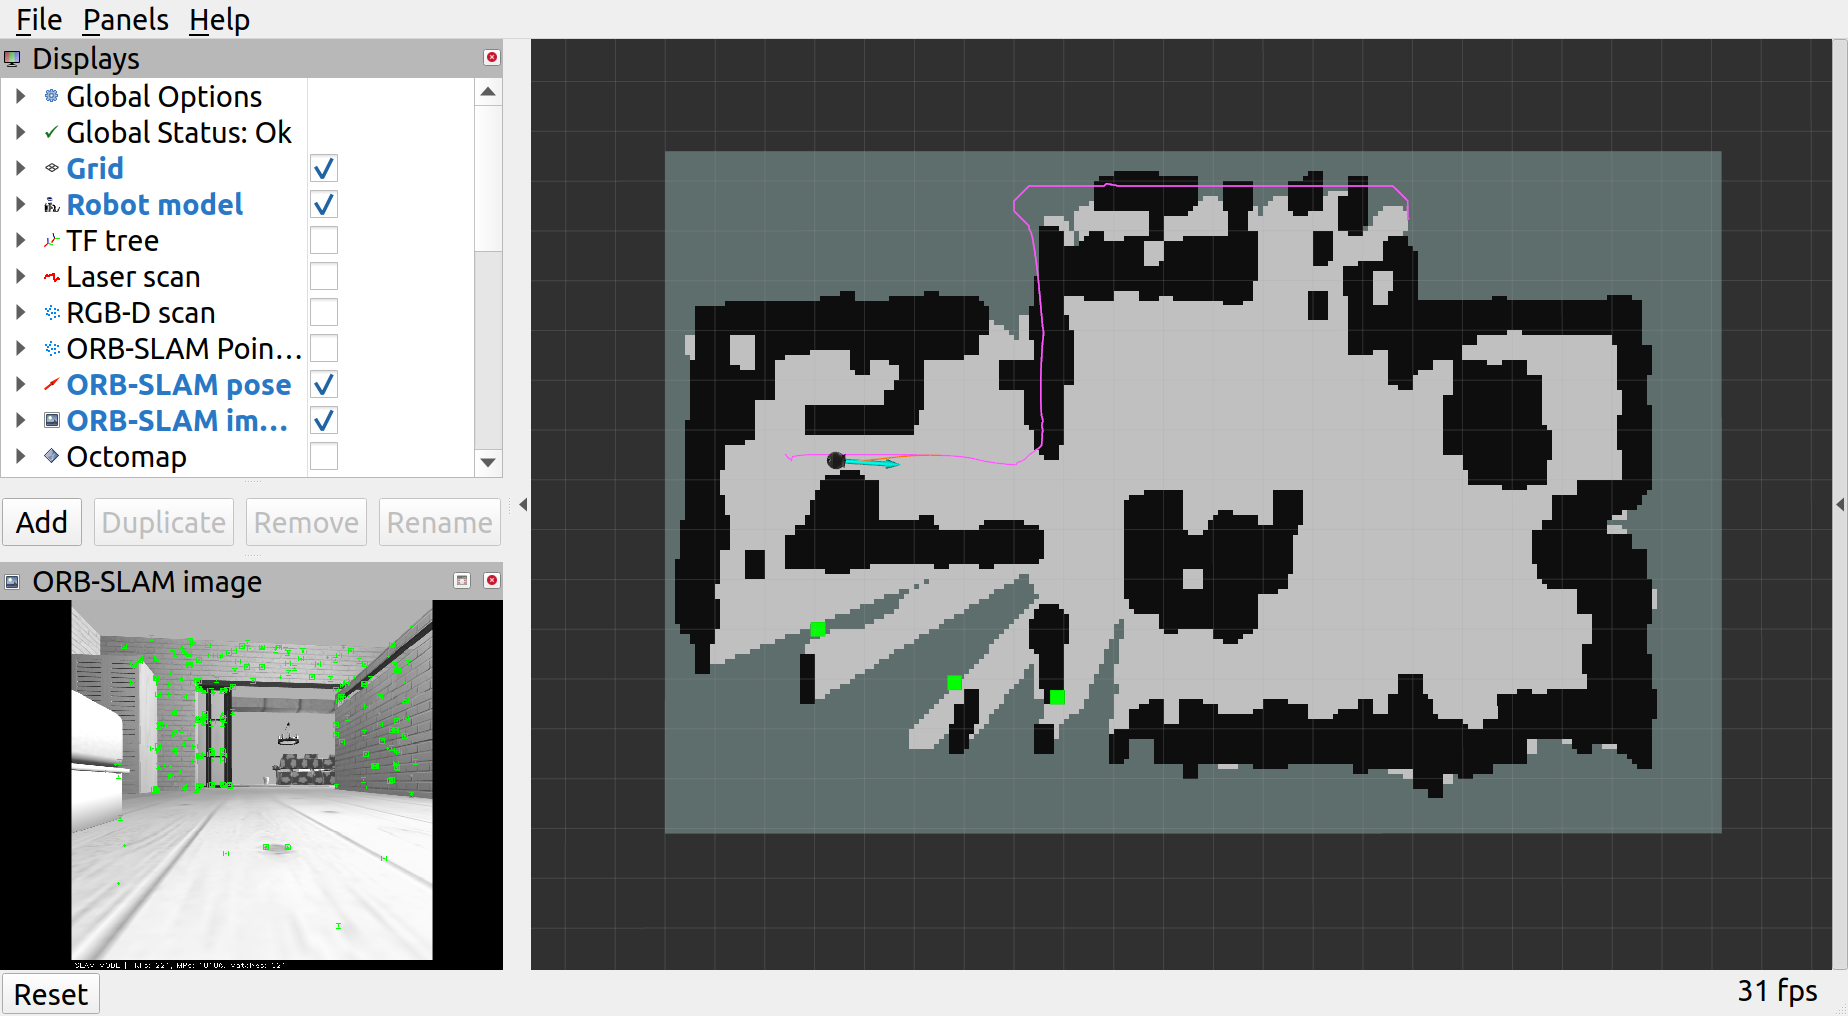 File Panels Help
Displays
Global Options
Global Status: Ok
Grid
Robot model
TF tree
Laser scan
RGB-D scan
ORB-SLAM Poin...
ORB-SLAM pose
ORB-SLAM im...
Octomap
Add Duplicate Remove Rename
ORB-SLAM image
SLAM MODE |
Reset
31 fps